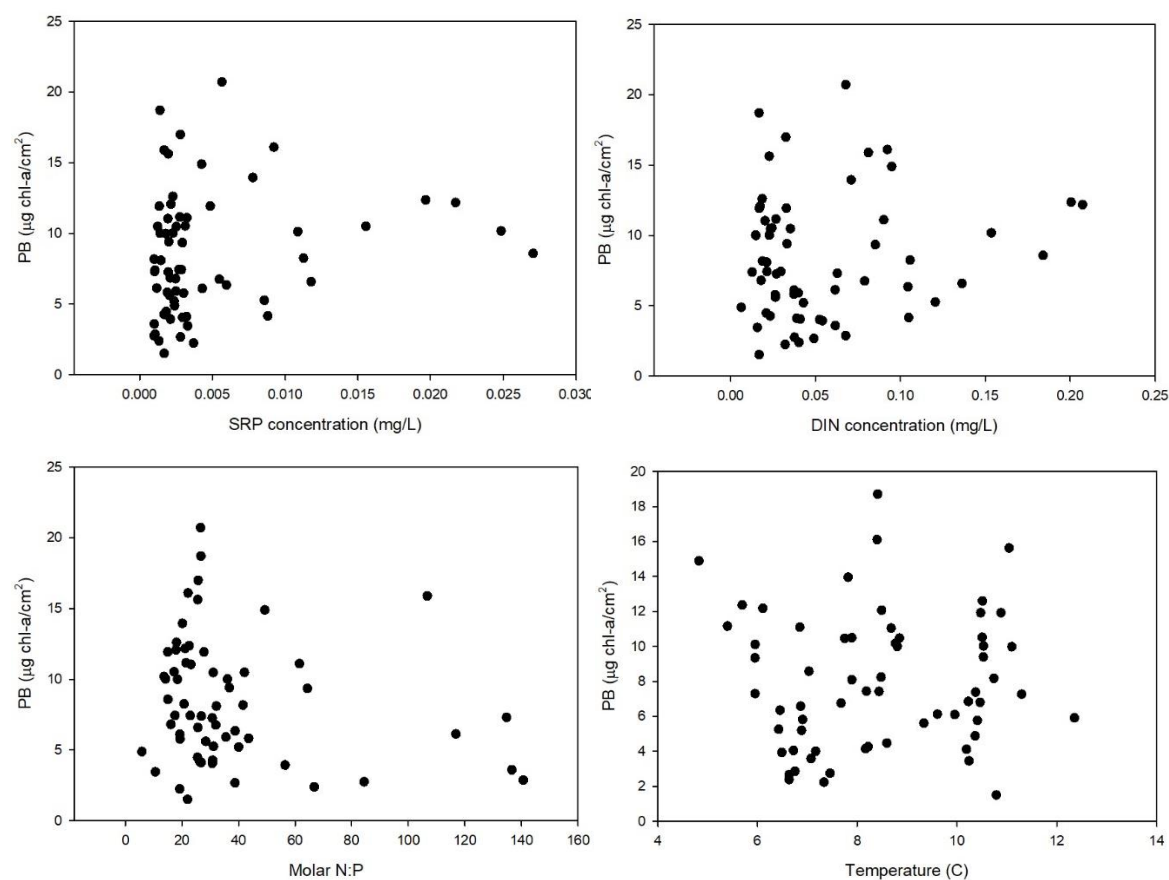 25
20
15
10
5
0
PB (µg chl-a/cm²)
0.000 0.005 0.010 0.015 0.020 0.025 0.030
SRP concentration (mg/L)
25
20
15
10
5
0
PB (µg chl-a/cm²)
0.00 0.05 0.10 0.15 0.20 0.25
DIN concentration (mg/L)
25
20
15
10
5
0
PB (µg chl-a/cm²)
0 20 40 60 80 100 120 140 160
Molar N:P
20
18
16
14
12
10
8
6
4
2
0
PB (µg chl-a/cm²)
4 6 8 10 12 14
Temperature (C)